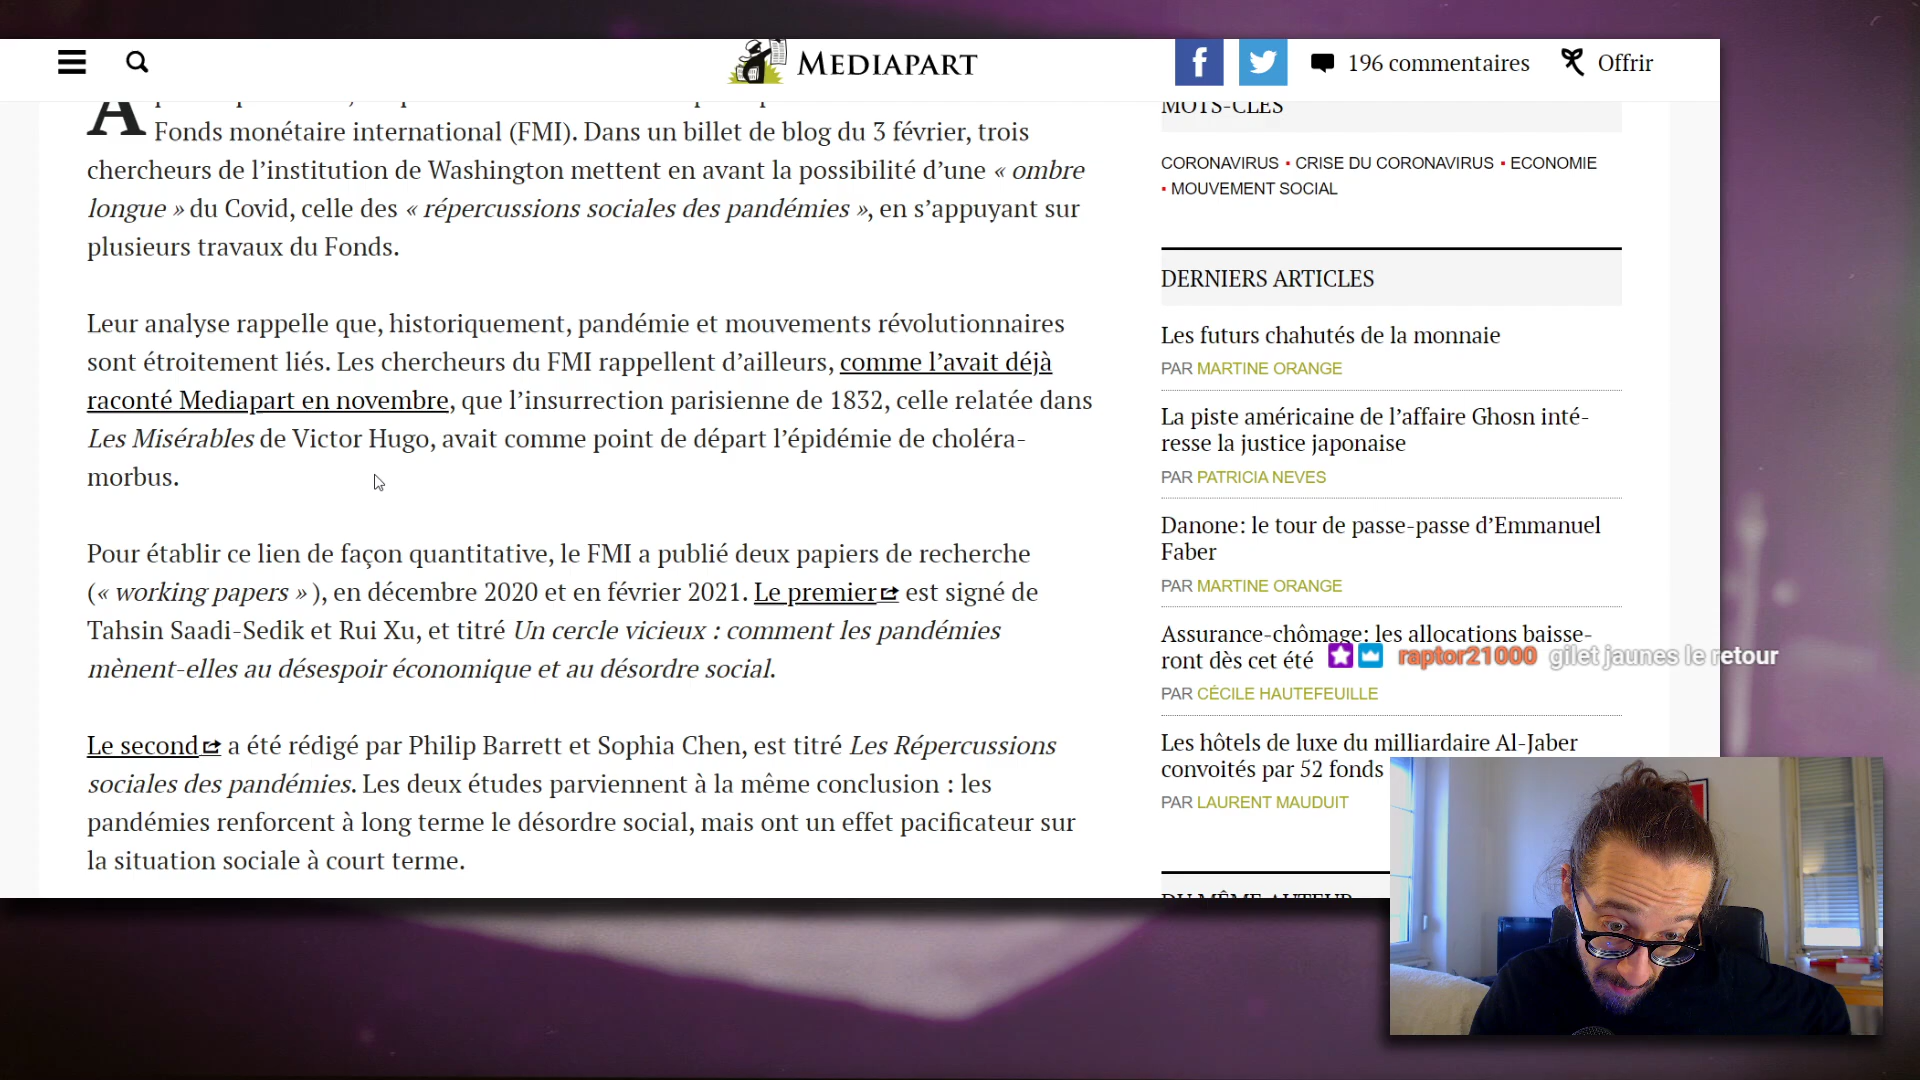 MEDIAPART
f
196 commentaires
Offrir
A
Fonds monétaire international (FMI). Dans un billet de blog du 3 février, trois
chercheurs de l’institution de Washington mettent en avant la possibilité d’une « ombre
longue » du Covid, celle des « répercussions sociales des pandémies », en s’appuyant sur
plusieurs travaux du Fonds.
Leur analyse rappelle que, historiquement, pandémie et mouvements révolutionnaires
sont étroitement liés. Les chercheurs du FMI rappellent d’ailleurs, comme l’avait déjà
raconté Mediapart en novembre, que l’insurrection parisienne de 1832, celle relatée dans
Les Misérables de Victor Hugo, avait comme point de départ l’épidémie de choléra-
morbus.
Pour établir ce lien de façon quantitative, le FMI a publié deux papiers de recherche
(« working papers » ), en décembre 2020 et en février 2021. Le premier est signé de
Tahsin Saadi-Sedik et Rui Xu, et titré Un cercle vicieux : comment les pandémies
mènent-elles au désespoir économique et au désordre social.
Le second a été rédigé par Philip Barrett et Sophia Chen, est titré Les Répercussions
sociales des pandémies. Les deux études parviennent à la même conclusion : les
pandémies renforcent à long terme le désordre social, mais ont un effet pacificateur sur
la situation sociale à court terme.
MOTS-CLÉS
CORONAVIRUS • CRISE DU CORONAVIRUS • ECONOMIE
• MOUVEMENT SOCIAL
DERNIERS ARTICLES
Les futurs chahutés de la monnaie
PAR MARTINE ORANGE
La piste américaine de l’affaire Ghosn inté-
resse la justice japonaise
PAR PATRICIA NEVES
Danone: le tour de passe-passe d’Emmanuel
Faber
PAR MARTINE ORANGE
Assurance-chômage: les allocations baisse-
ront dès cet été
raptor21000 gilet jaunes le retour
PAR CÉCILE HAUTEFEUILLE
Les hôtels de luxe du milliardaire Al-Jaber
convoités par 52 fonds
PAR LAURENT MAUDUIT
DU MÊME AUTEUR